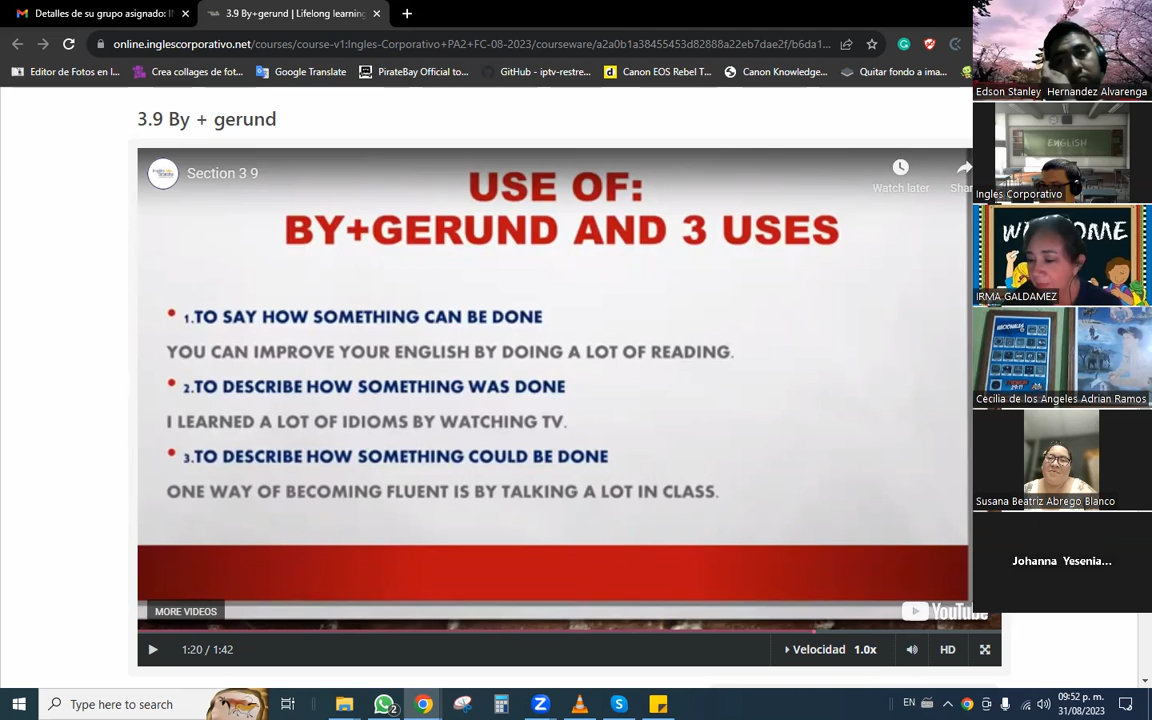 Detalles de su grupo asignado: I
3.9 By+gerund | Lifelong learning
online.inglescorporativo.net/courses/course-v1:Ingles-Corporativo+PA2+FC-08-2023/courseware/a2a0b1a38455453d82888a22eb7dae2f/b6da1...
Editor de Fotos en l...
Crea collages de fot...
Google Translate
PirateBay Official to...
GitHub - iptv-restre...
Canon EOS Rebel T...
Canon Knowledge...
Quitar fondo a ima...
3.9 By + gerund
Section 3 9
Watch later
Shar
USE OF:
BY+GERUND AND 3 USES
• 1.TO SAY HOW SOMETHING CAN BE DONE
YOU CAN IMPROVE YOUR ENGLISH BY DOING A LOT OF READING.
• 2.TO DESCRIBE HOW SOMETHING WAS DONE
I LEARNED A LOT OF IDIOMS BY WATCHING TV.
• 3.TO DESCRIBE HOW SOMETHING COULD BE DONE
ONE WAY OF BECOMING FLUENT IS BY TALKING A LOT IN CLASS.
MORE VIDEOS
YouTube
1:20 / 1:42
Velocidad 1.0x
HD
Edson Stanley Hernandez Alvarenga
ENGLISH
Ingles Corporativo
WELCOME
IRMA GALDAMEZ
Cecilia de los Angeles Adrian Ramos
Susana Beatriz Abrego Blanco
Johanna Yesenia...
Type here to search
2
EN
09:52 p. m.
31/08/2023